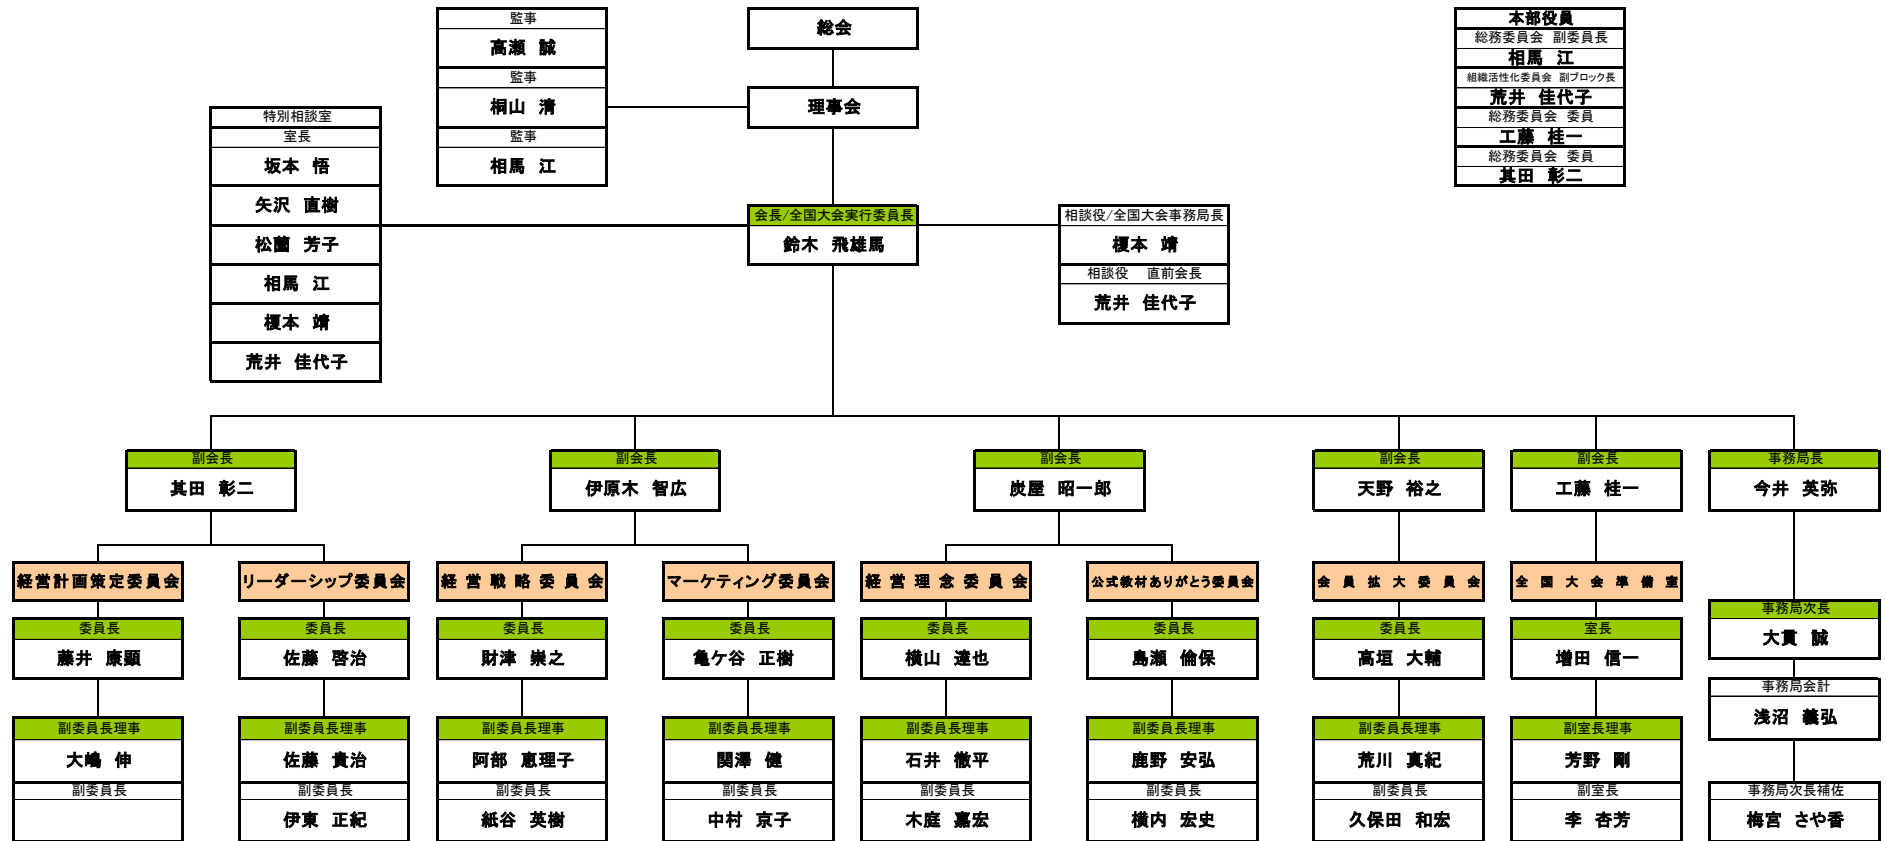 監事
高瀬 誠
監事
桐山 清
監事
相馬 江
総会
理事会
本部役員
総務委員会 副委員長
相馬 江
組織活性化委員会 副ブロック長
荒井 佳代子
総務委員会 委員
工藤 桂一
総務委員会 委員
其田 彰二
特別相談室
室長
坂本 悟
矢沢 直樹
松薗 芳子
相馬 江
榎本 靖
荒井 佳代子
会長/全国大会実行委員長
鈴木 飛雄馬
相談役/全国大会事務局長
榎本 靖
相談役 直前会長
荒井 佳代子
副会長
其田 彰二
副会長
伊原木 智広
副会長
炭屋 昭一郎
副会長
天野 裕之
副会長
工藤 桂一
事務局長
今井 英弥
経営計画策定委員会
リーダーシップ委員会
経営戦略委員会
マーケティング委員会
経営理念委員会
公式教材ありがとう委員会
会員拡大委員会
全国大会準備室
委員長
藤井 康顕
委員長
佐藤 啓治
委員長
財津 崇之
委員長
亀ケ谷 正樹
委員長
横山 達也
委員長
島瀬 倫保
委員長
高垣 大輔
室長
増田 信一
事務局次長
大貫 誠
事務局会計
浅沼 義弘
副委員長理事
大嶋 伸
副委員長
副委員長理事
佐藤 貴治
副委員長
伊東 正紀
副委員長理事
阿部 恵理子
副委員長
紙谷 英樹
副委員長理事
関澤 健
副委員長
中村 京子
副委員長理事
石井 徹平
副委員長
木庭 嘉宏
副委員長理事
鹿野 安弘
副委員長
横内 宏史
副委員長理事
荒川 真紀
副委員長
久保田 和宏
副室長理事
芳野 剛
副室長
李 杏芳
事務局次長補佐
梅宮 さや香